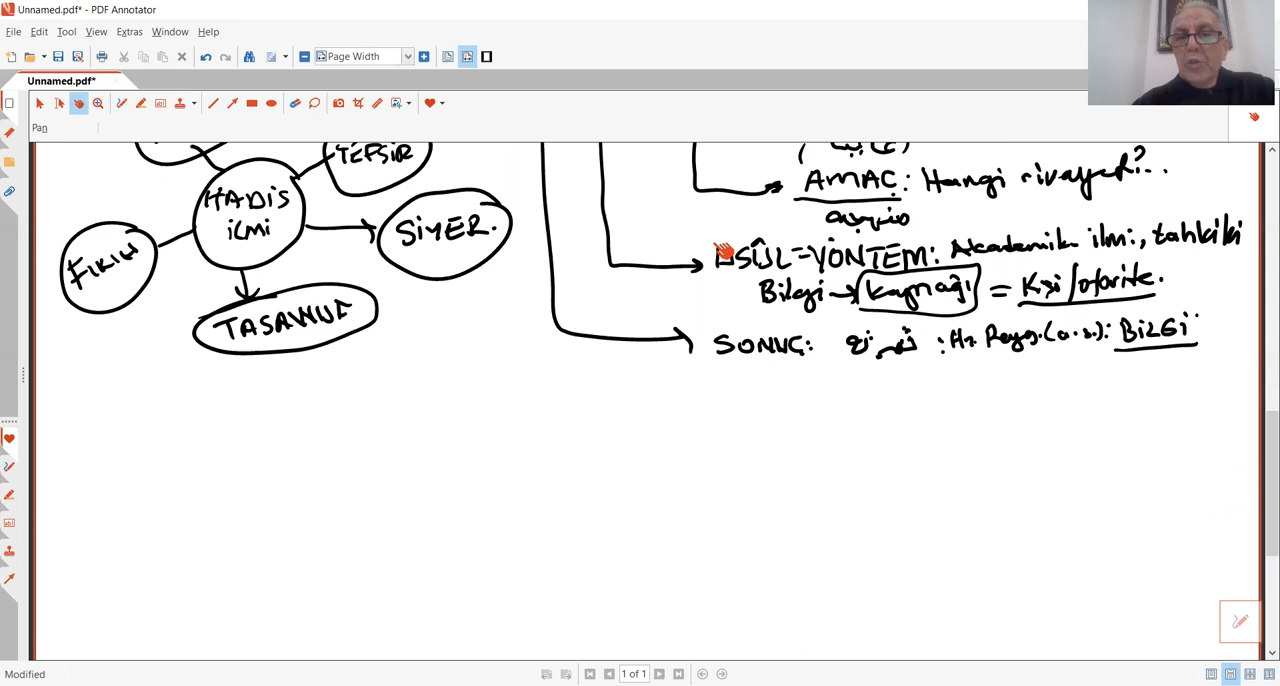 Unnamed.pdf* - PDF Annotator
File Edit Tool View Extras Window Help
Page Width
Unnamed.pdf*
Pan
TEFSİR
HADİS
İLMİ
SİYER.
FIKIH
TASAVVUF
AMAÇ: Hangi rivayet?..
USÛL=YÖNTEM: Akademik ilmi, tahkiki
Bilgi → kaynağı = Kişi/otorite.
SONUÇ: : Hz. Peyg. (a.s.): BİLGİ
1 of 1
Modified